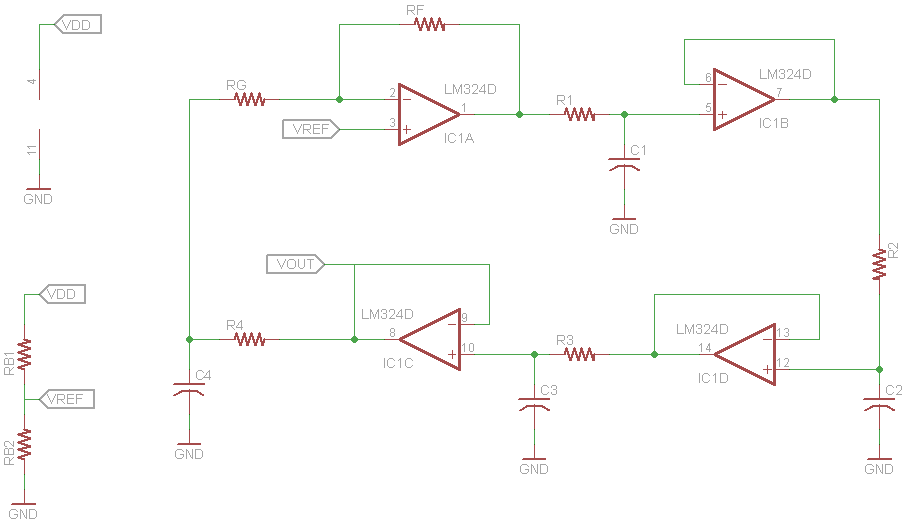 VDD
4
11
GND
RF
LM324D
RG
2
1
VREF
3
IC1A
R1
C1
GND
LM324D
6
7
5
IC1B
R2
VOUT
LM324D
9
8
10
IC1C
R4
C4
GND
R3
C3
GND
LM324D
13
14
12
IC1D
C2
GND
VDD
RB1
VREF
RB2
GND